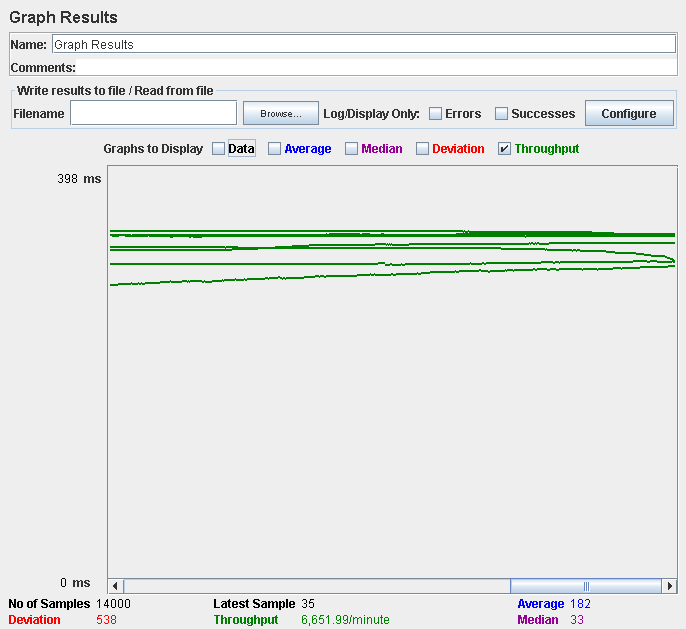 Graph Results
Name: Graph Results
Comments:
Write results to file / Read from file
Filename Browse... Log/Display Only: Errors Successes Configure
Graphs to Display Data Average Median Deviation Throughput
398 ms
0 ms
No of Samples 14000 Latest Sample 35 Average 182
Deviation 538 Throughput 6,651.99/minute Median 33